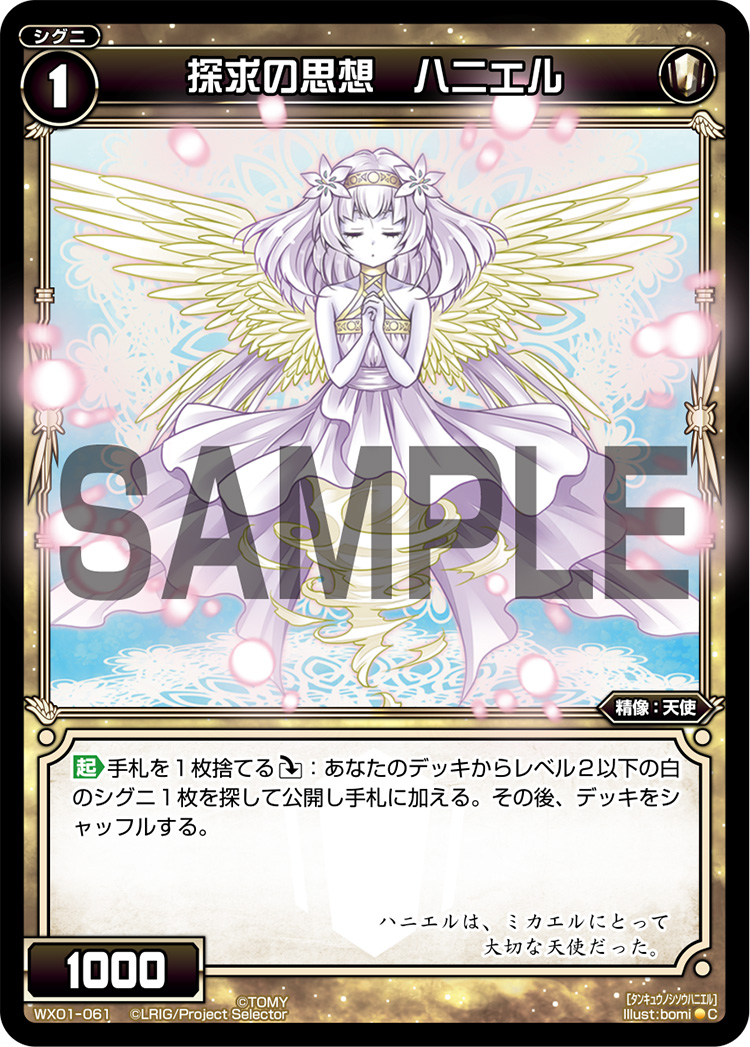 シグニ
1
探求の思想 ハニエル
SAMPLE
精像:天使
起 手札を1枚捨てる:あなたのデッキからレベル2以下の白
のシグニ1枚を探して公開し手札に加える。その後、デッキをシ
ャッフルする。
ハニエルは、ミカエルにとって
大切な天使だった。
1000
WX01-061 ©LRIG/Project Selector
©TOMY
[タンキュウノシソウハニエル]
Illust:bomi C